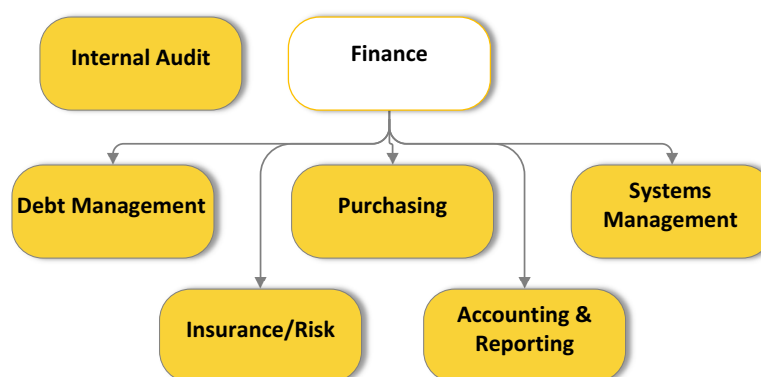 Internal Audit
Finance
Debt Management
Purchasing
Systems
Management
Insurance/Risk
Accounting &
Reporting